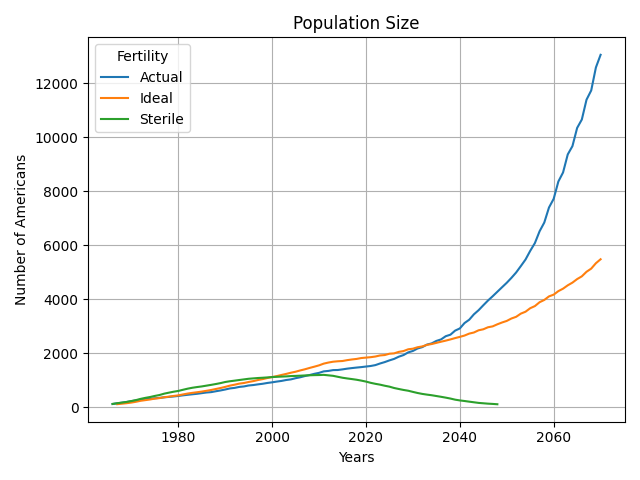 Population Size
Fertility
Actual
Ideal
Sterile
Number of Americans
12000
10000
8000
6000
4000
2000
0
1980 2000 2020 2040 2060
Years